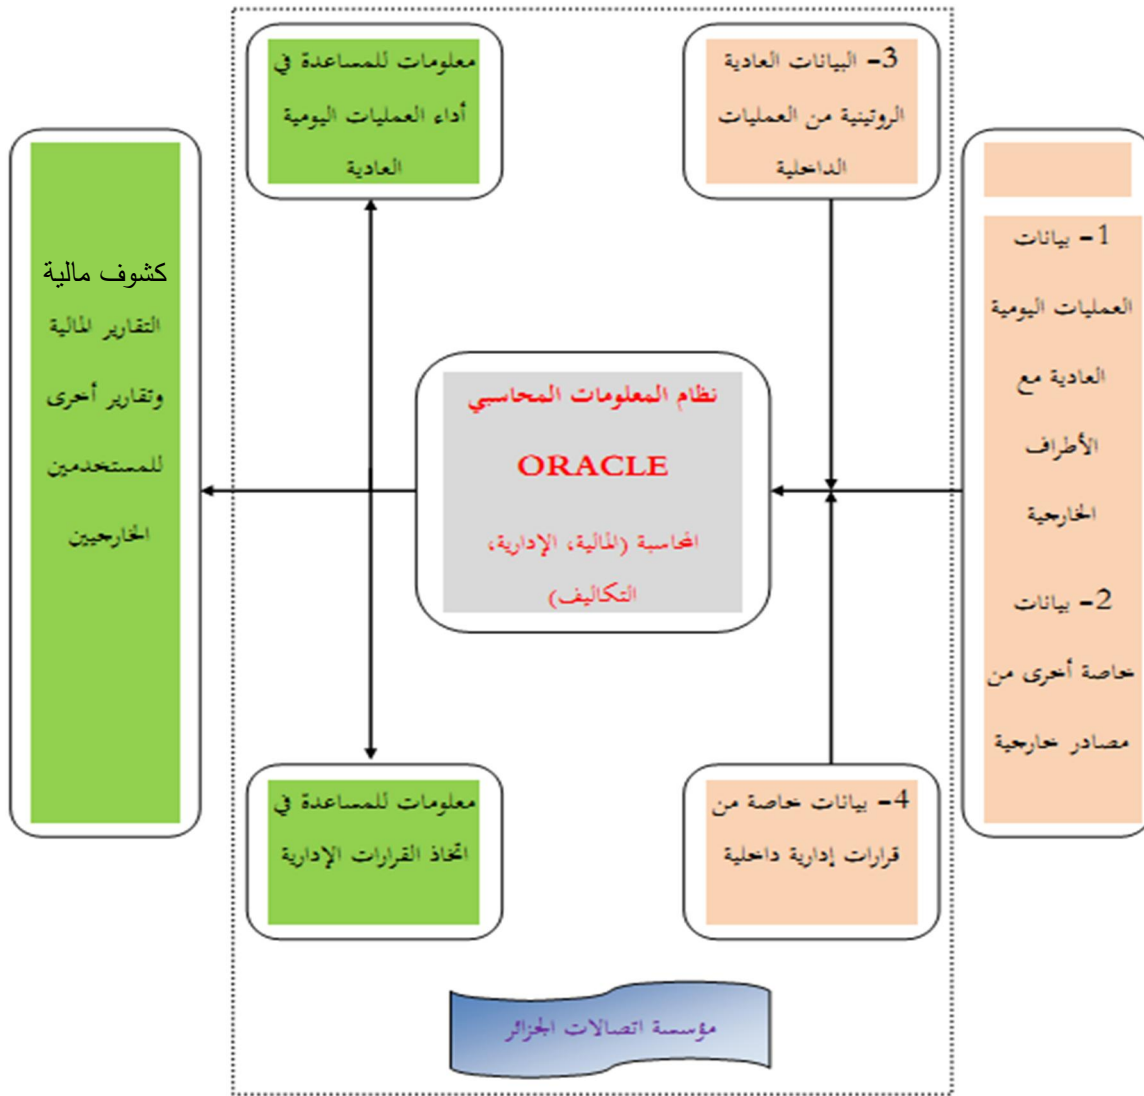 3- البيانات العادية
الروتينية من العمليات
الداخلية
معلومات للمساعدة في
أداء العمليات اليومية
العادية
1- بيانات
العمليات اليومية
العادية مع
الأطراف
الخارجية
2- بيانات
خاصة أخرى من
مصادر خارجية
نظام المعلومات المحاسبي
ORACLE
المحاسبة (المالية، الإدارية،
التكاليف)
كشوف مالية
التقارير المالية
وتقارير أخرى
للمستخدمين
الخارجيين
4- بيانات خاصة من
قرارات إدارية داخلية
معلومات للمساعدة في
اتخاذ القرارات الإدارية
مؤسسة اتصالات الجزائر